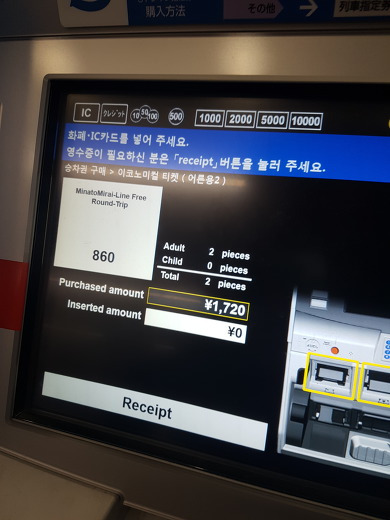 購入方法
その他
列車指定券
IC クレジット 10 50 100 500 1000 2000 5000 10000
화폐·IC카드를 넣어 주세요.
영수증이 필요하신 분은「receipt」버튼을 눌러 주세요.
승차권 구매 > 이코노미컬 티켓 ( 어른용2 )
MinatoMirai-Line Free
Round-Trip
860
Adult 2 pieces
Child 0 pieces
Total 2 pieces
Purchased amount ¥1,720
Inserted amount ¥0
Receipt